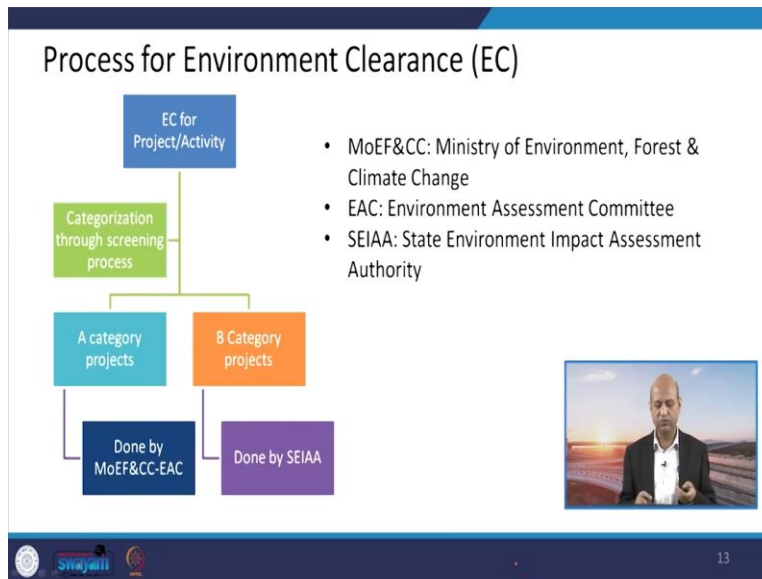 Process for Environment Clearance (EC)
EC for
Project/Activity
Categorization
through screening
process
A category
projects
B Category
projects
Done by
MoEF&CC-EAC
Done by SEIAA
• MoEF&CC: Ministry of Environment, Forest &
Climate Change
• EAC: Environment Assessment Committee
• SEIAA: State Environment Impact Assessment
Authority
swayam
13